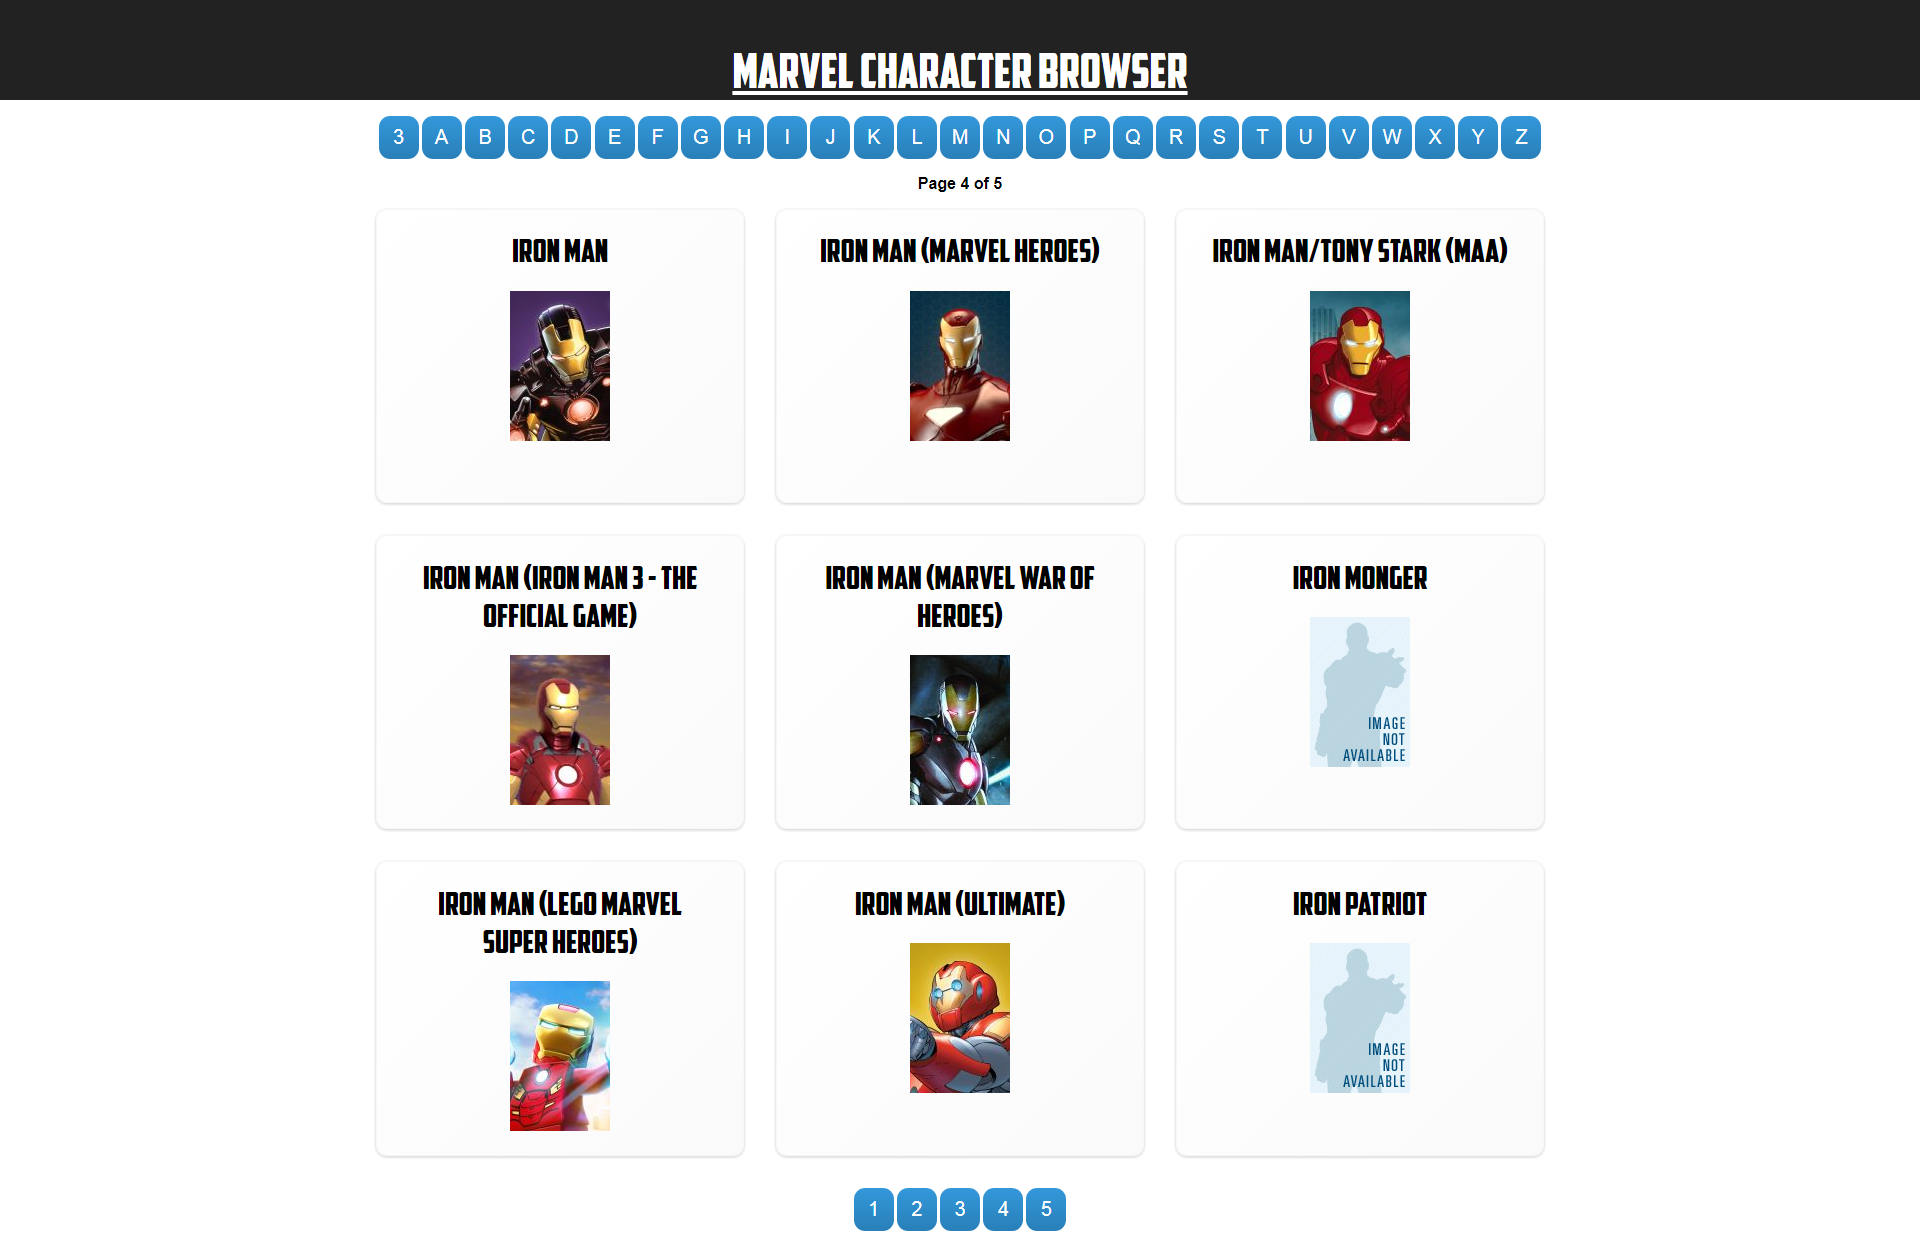 MARVEL CHARACTER BROWSER
3 A B C D E F G H I J K L M N O P Q R S T U V W X Y Z
Page 4 of 5
IRON MAN
IRON MAN (MARVEL HEROES)
IRON MAN/TONY STARK (MAA)
IRON MAN (IRON MAN 3 - THE
OFFICIAL GAME)
IRON MAN (MARVEL WAR OF
HEROES)
IRON MONGER
IMAGE
NOT
AVAILABLE
IRON MAN (LEGO MARVEL
SUPER HEROES)
IRON MAN (ULTIMATE)
IRON PATRIOT
IMAGE
NOT
AVAILABLE
1 2 3 4 5